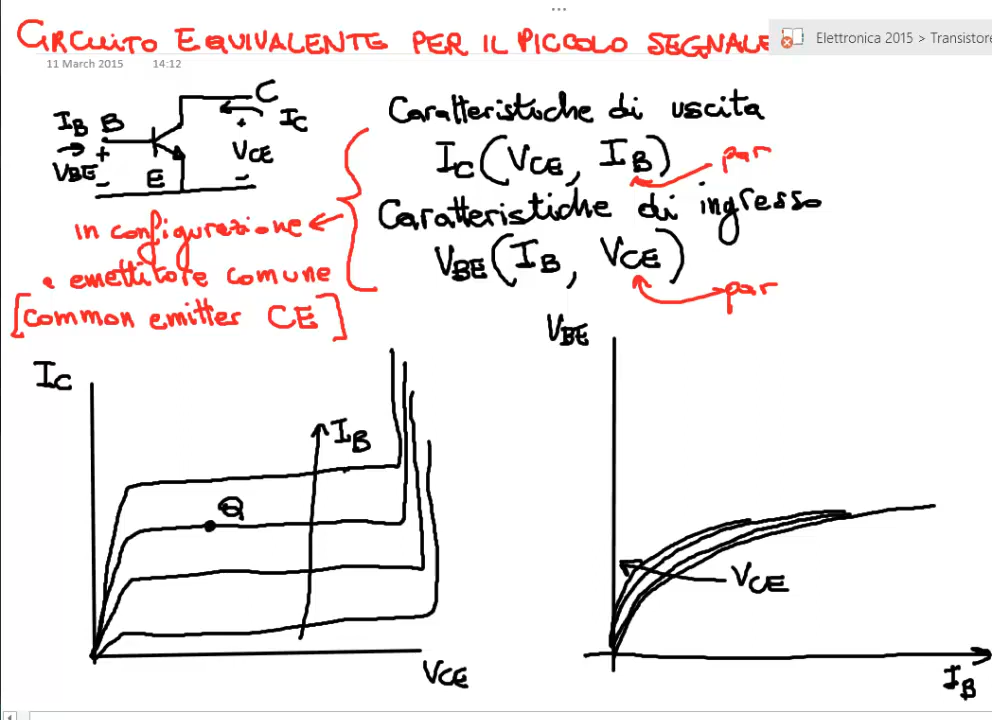 CIRCUITO EQUIVALENTE PER IL PICCOLO SEGNALE
Elettronica 2015 > Transistore
11 March 2015 14:12
C
IB B
IC
+
+
VBE
VCE
-
E
-
Caratteristiche di uscita
IC(VCE, IB) par
Caratteristiche di ingresso
VBE(IB, VCE)
par
in configurazione
a emettitore comune
[common emitter CE]
IC
IB
Q
VCE
VBE
VCE
IB